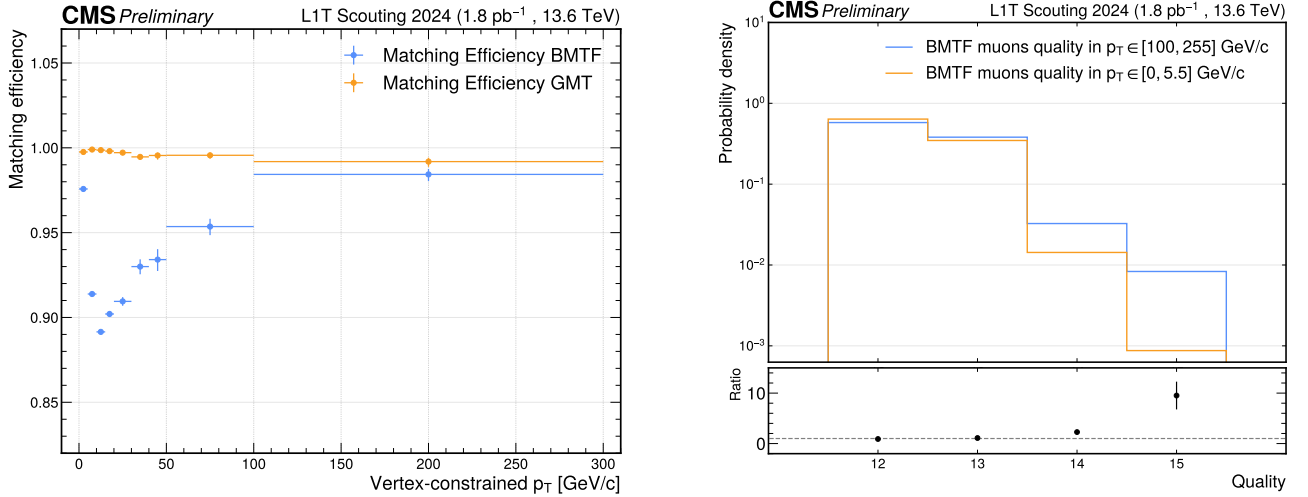 CMS Preliminary L1T Scouting 2024 (1.8 pb⁻¹ , 13.6 TeV)
Matching efficiency
Matching Efficiency BMTF
Matching Efficiency GMT
1.05
1.00
0.95
0.90
0.85
0 50 100 150 200 250 300
Vertex-constrained p_T [GeV/c]
CMS Preliminary L1T Scouting 2024 (1.8 pb⁻¹ , 13.6 TeV)
Probability density
BMTF muons quality in p_T ∈ [100, 255] GeV/c
BMTF muons quality in p_T ∈ [0, 5.5] GeV/c
10¹
10⁰
10⁻¹
10⁻²
10⁻³
Ratio
10
0
12 13 14 15
Quality